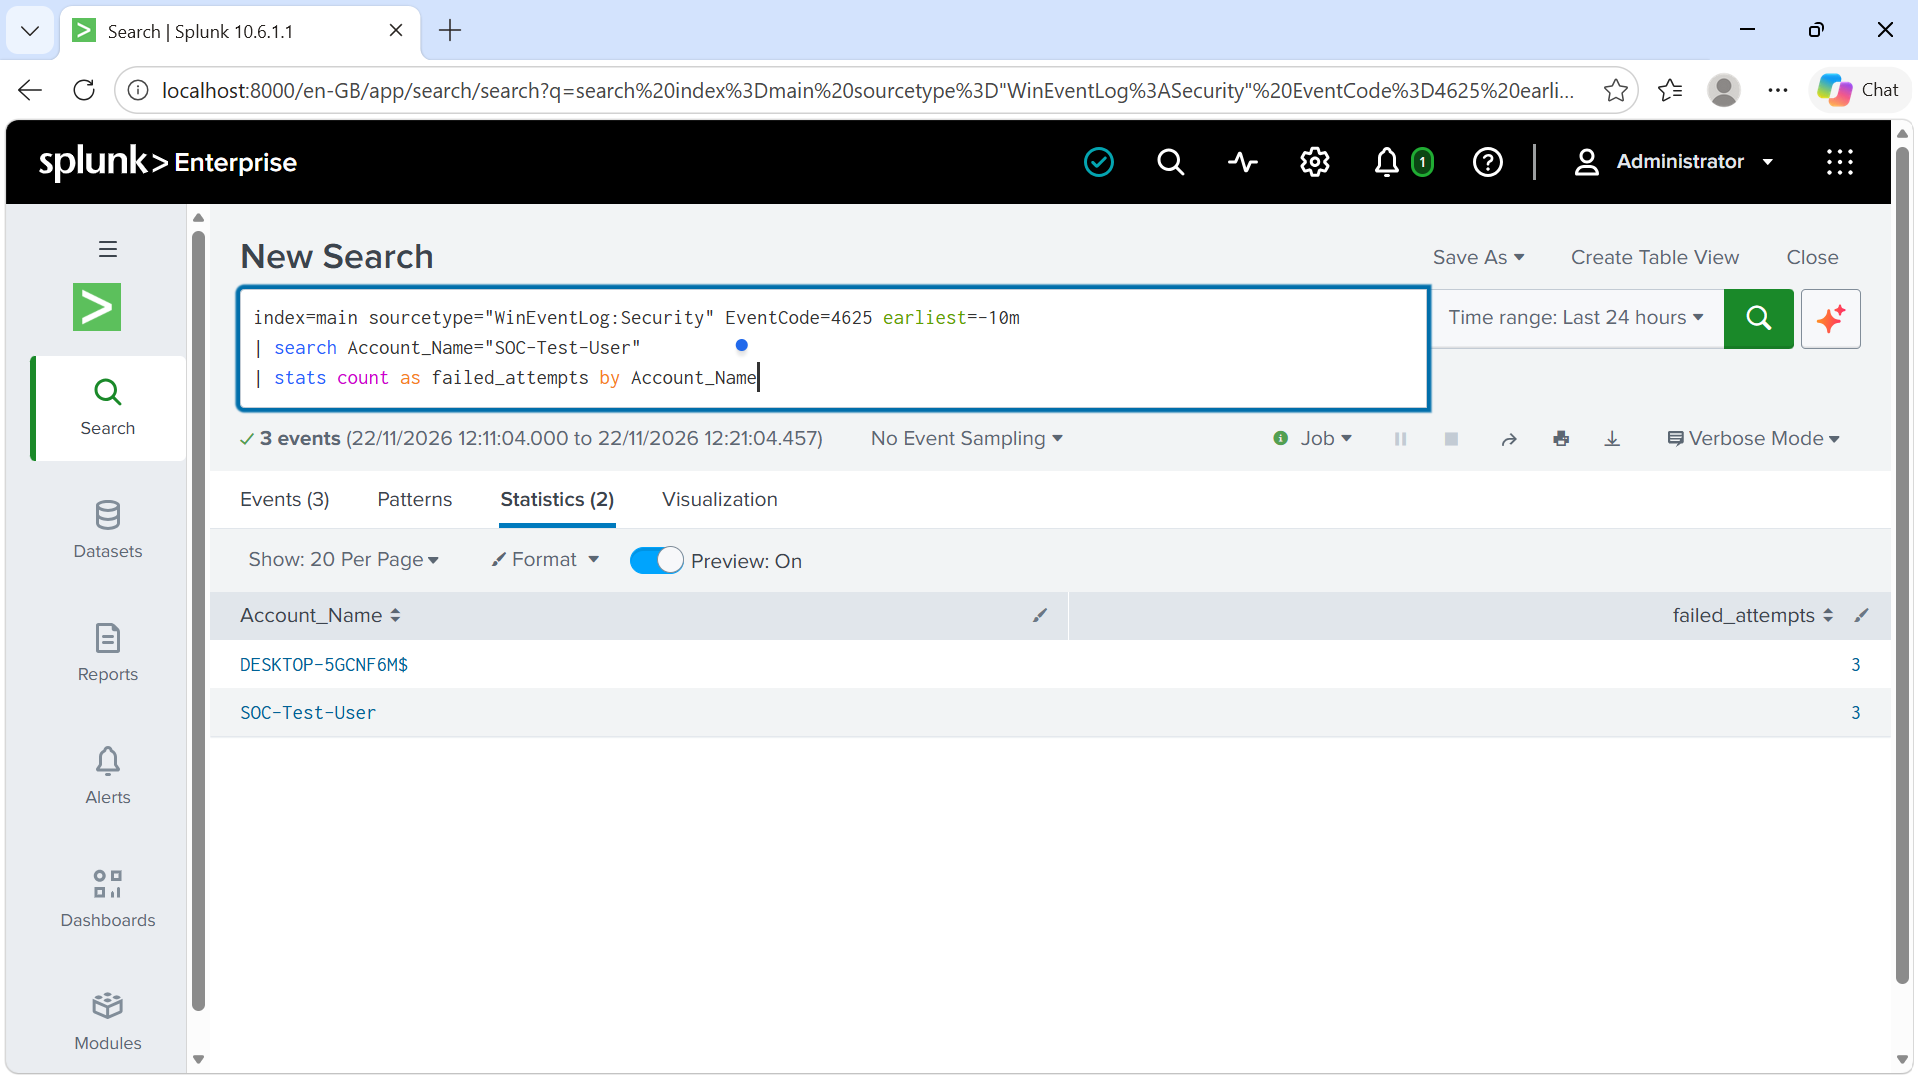 Search | Splunk 10.6.1.1
localhost:8000/en-GB/app/search/search?q=search%20index%3Dmain%20sourcetype%3D"WinEventLog%3ASecurity"%20EventCode%3D4625%20earli...
Chat
splunk> Enterprise
1
Administrator
New Search
Save As
Create Table View
Close
index=main sourcetype="WinEventLog:Security" EventCode=4625 earliest=-10m
| search Account_Name="SOC-Test-User"
| stats count as failed_attempts by Account_Name
Time range: Last 24 hours
3 events (22/11/2026 12:11:04.000 to 22/11/2026 12:21:04.457)
No Event Sampling
Job
Verbose Mode
Search
Datasets
Reports
Alerts
Dashboards
Modules
Events (3)
Patterns
Statistics (2)
Visualization
Show: 20 Per Page
Format
Preview: On
Account_Name
failed_attempts
DESKTOP-5GCNF6M$
3
SOC-Test-User
3